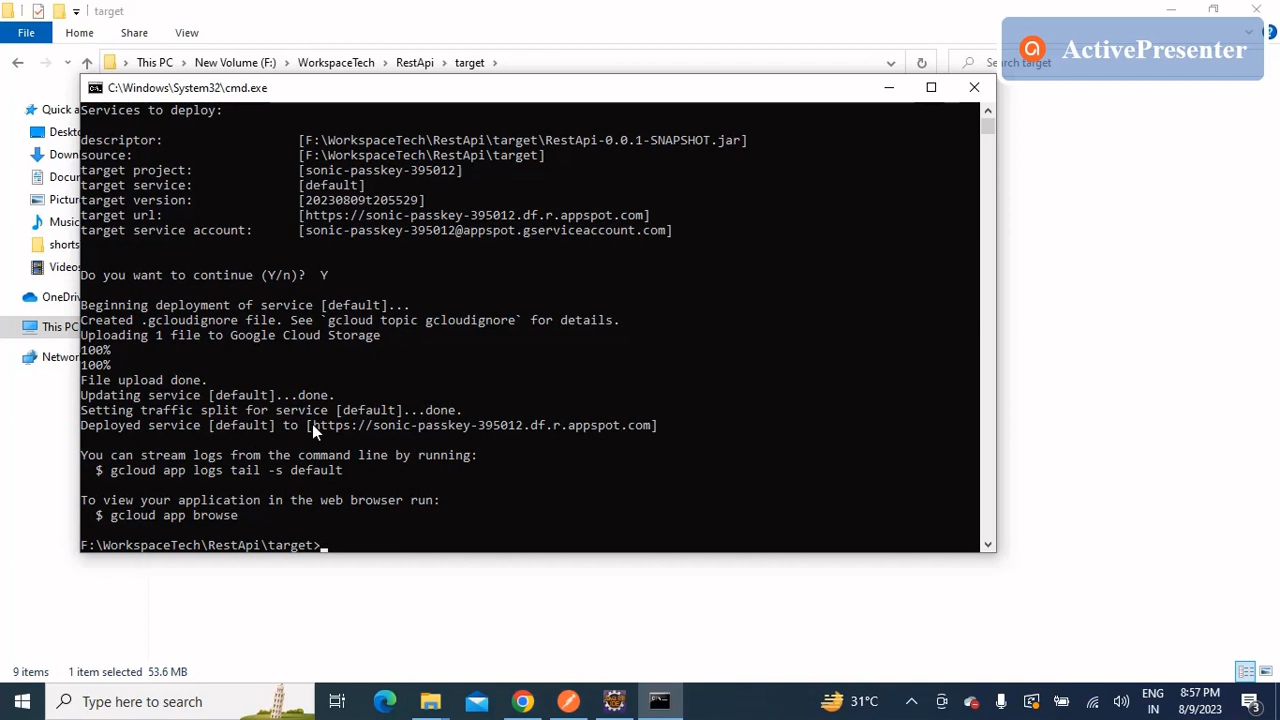 target
File Home Share View
This PC New Volume (F:) WorkspaceTech RestApi target
Search target
ActivePresenter
C:\Windows\System32\cmd.exe
Quick a
Deskt
Down
Docur
Pictur
Music
shorts
Videos
OneDri
This PC
Networ
Services to deploy:
descriptor: [F:\WorkspaceTech\RestApi\target\RestApi-0.0.1-SNAPSHOT.jar]
source: [F:\WorkspaceTech\RestApi\target]
target project: [sonic-passkey-395012]
target service: [default]
target version: [20230809t205529]
target url: [https://sonic-passkey-395012.df.r.appspot.com]
target service account: [sonic-passkey-395012@appspot.gserviceaccount.com]
Do you want to continue (Y/n)? Y
Beginning deployment of service [default]...
Created .gcloudignore file. See `gcloud topic gcloudignore` for details.
Uploading 1 file to Google Cloud Storage
100%
100%
File upload done.
Updating service [default]...done.
Setting traffic split for service [default]...done.
Deployed service [default] to [https://sonic-passkey-395012.df.r.appspot.com]
You can stream logs from the command line by running:
$ gcloud app logs tail -s default
To view your application in the web browser run:
$ gcloud app browse
F:\WorkspaceTech\RestApi\target>
9 items 1 item selected 53.6 MB
Type here to search
31°C
ENG
IN
8:57 PM
8/9/2023
3